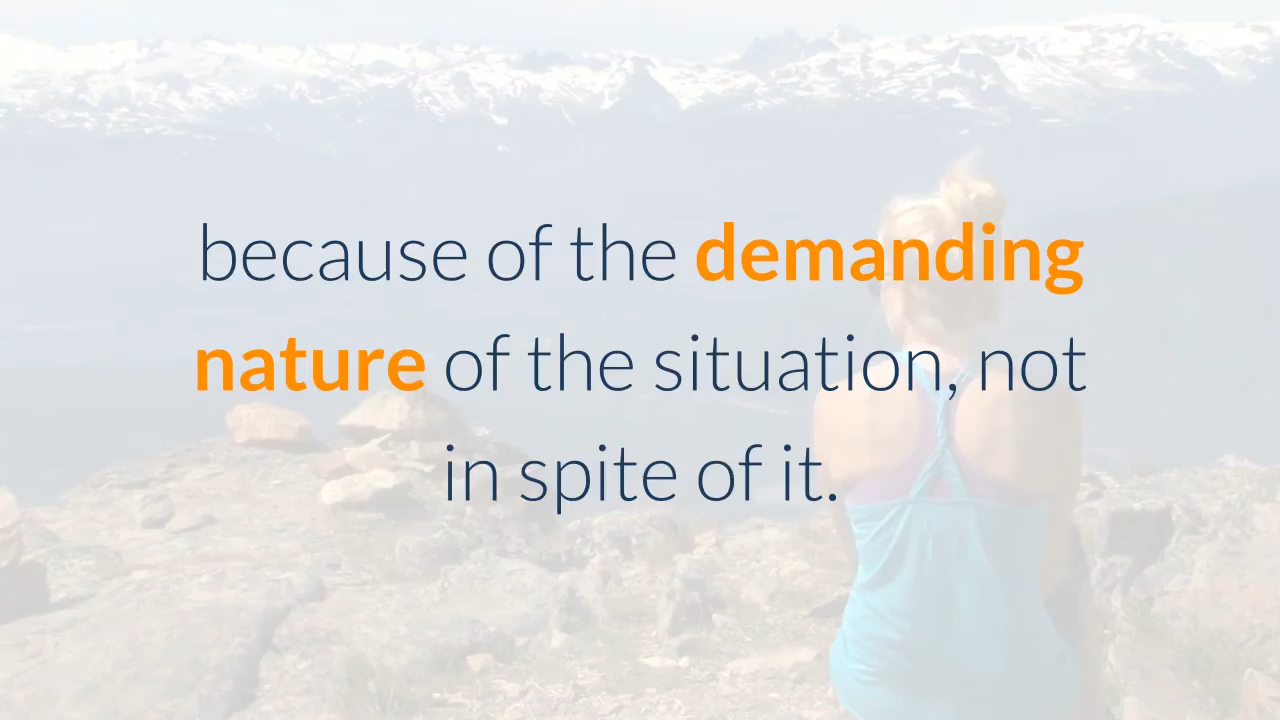 because of the demanding
nature of the situation, not
in spite of it.